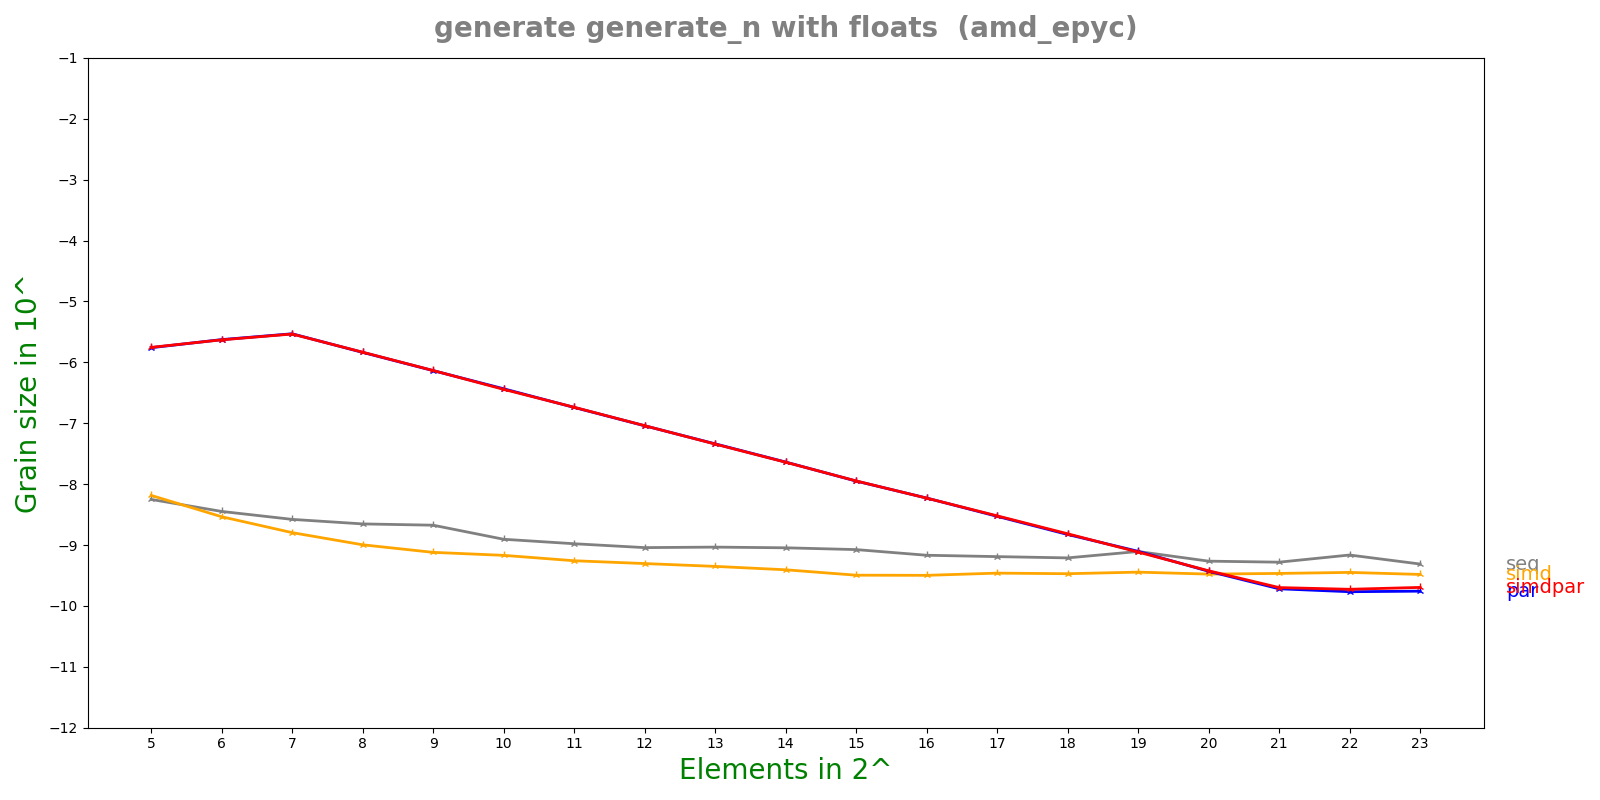 generate generate_n with floats  (amd_epyc)
Grain size in 10^
−1
−2
−3
−4
−5
−6
−7
−8
−9
−10
−11
−12
seq
simd
simdpar
par
5 6 7 8 9 10 11 12 13 14 15 16 17 18 19 20 21 22 23
Elements in 2^